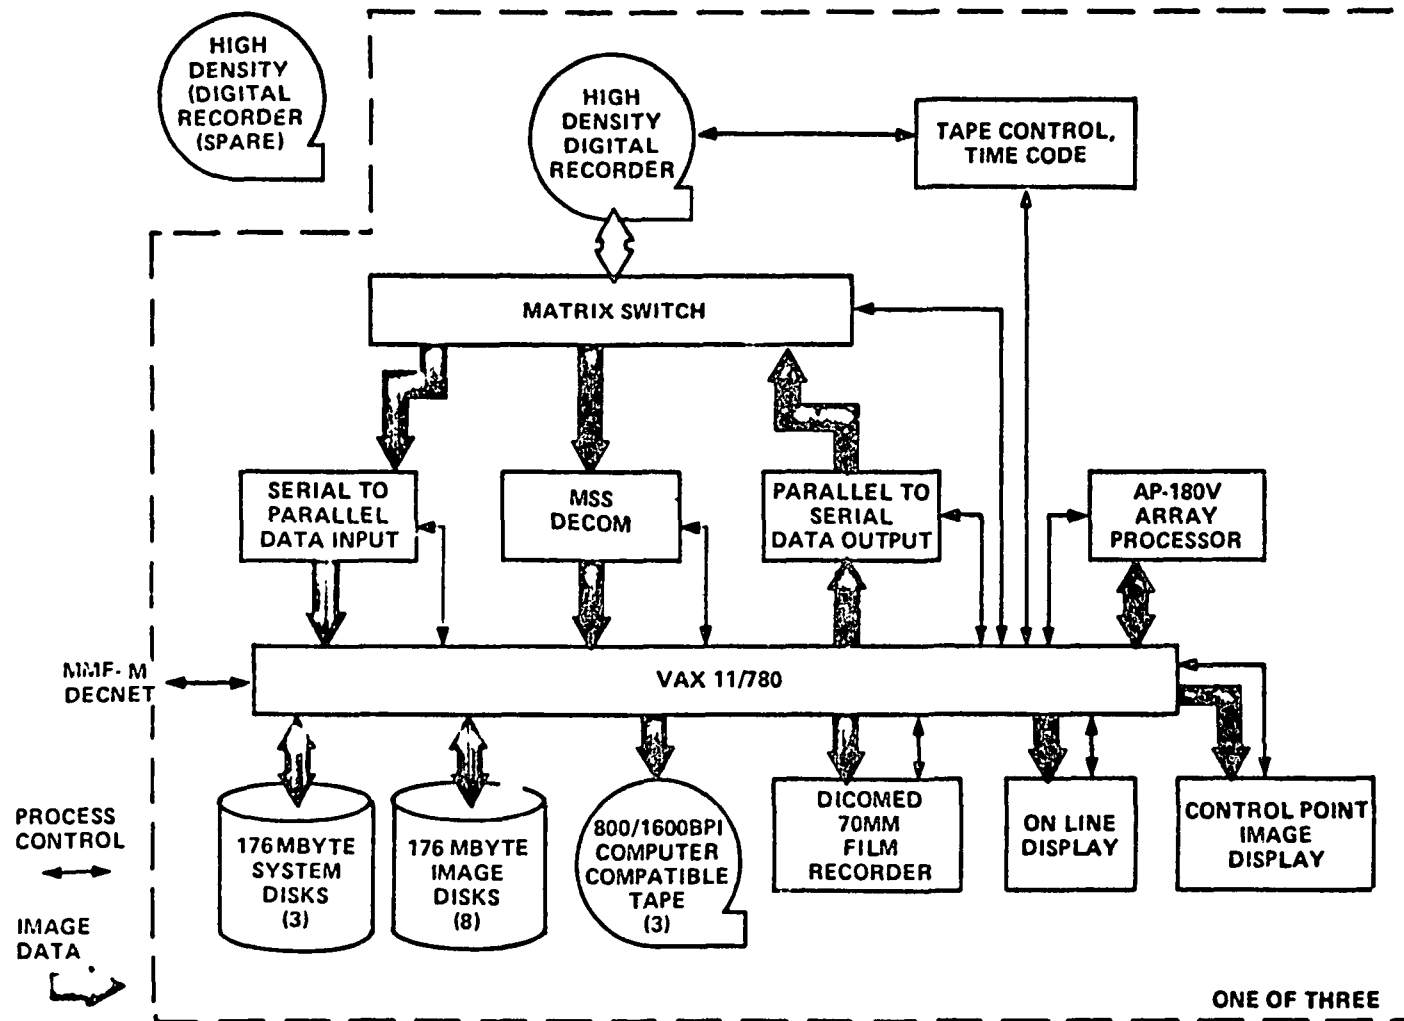 HIGH
DENSITY
(DIGITAL
RECORDER
(SPARE)
HIGH
DENSITY
DIGITAL
RECORDER
TAPE CONTROL,
TIME CODE
MATRIX SWITCH
SERIAL TO
PARALLEL
DATA INPUT
MSS
DECOM
PARALLEL TO
SERIAL
DATA OUTPUT
AP-180V
ARRAY
PROCESSOR
MMF-M
DECNET
VAX 11/780
176 MBYTE
SYSTEM
DISKS
(3)
176 MBYTE
IMAGE
DISKS
(8)
800/1600BPI
COMPUTER
COMPATIBLE
TAPE
(3)
DICOMED
70MM
FILM
RECORDER
ON LINE
DISPLAY
CONTROL POINT
IMAGE
DISPLAY
PROCESS
CONTROL
IMAGE
DATA
ONE OF THREE